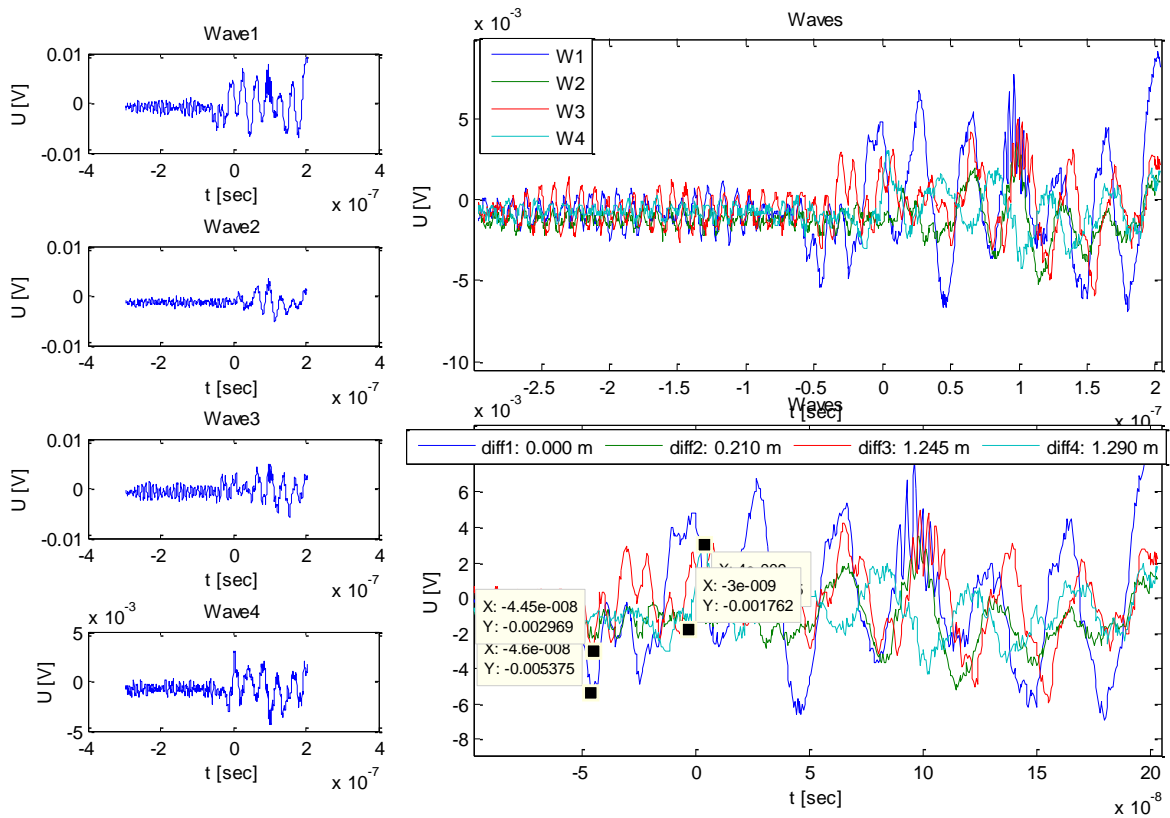 Wave1
0.01
0
-0.01
U [V]
-4 -2 0 2 4
t [sec]
x 10^-7
Wave2
0.01
0
-0.01
U [V]
-4 -2 0 2 4
t [sec]
x 10^-7
Wave3
0.01
0
-0.01
U [V]
-4 -2 0 2 4
t [sec]
x 10^-7
Wave4
x 10^-3
5
0
-5
U [V]
-4 -2 0 2 4
t [sec]
x 10^-7
Waves
x 10^-3
W1
W2
W3
W4
5
0
-5
-10
U [V]
-2.5 -2 -1.5 -1 -0.5 0 0.5 1 1.5 2
t [sec]
x 10^-7
Waves
x 10^-3
diff1: 0.000 m diff2: 0.210 m diff3: 1.245 m diff4: 1.290 m
6
4
2
0
-2
-4
-6
-8
U [V]
X: -3e-009
Y: -0.001762
X: -4.45e-008
Y: -0.002969
X: -4.6e-008
Y: -0.005375
-5 0 5 10 15 20
t [sec]
x 10^-8